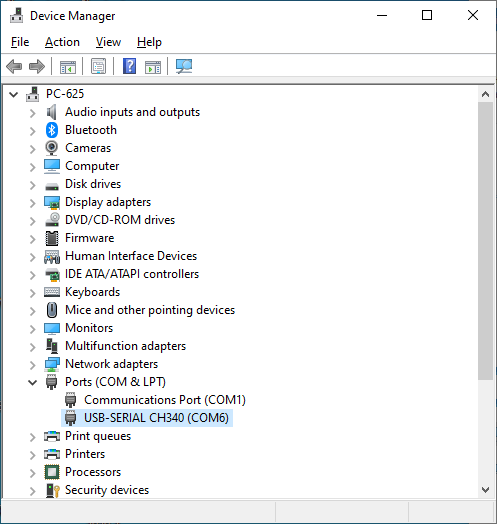 Device Manager
File Action View Help
PC-625
Audio inputs and outputs
Bluetooth
Cameras
Computer
Disk drives
Display adapters
DVD/CD-ROM drives
Firmware
Human Interface Devices
IDE ATA/ATAPI controllers
Keyboards
Mice and other pointing devices
Monitors
Multifunction adapters
Network adapters
Ports (COM & LPT)
Communications Port (COM1)
USB-SERIAL CH340 (COM6)
Print queues
Printers
Processors
Security devices